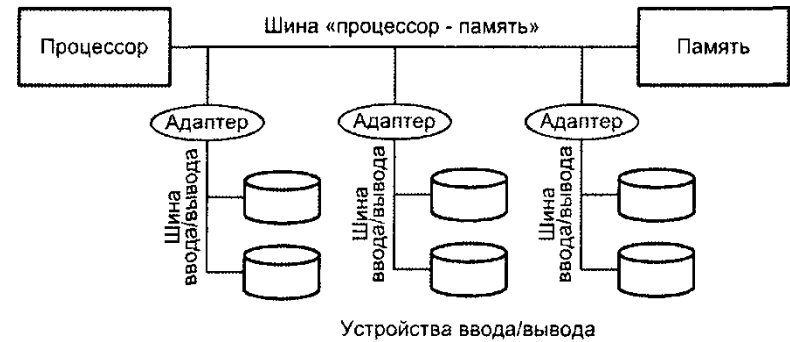 Процессор
Шина «процессор - память»
Память
Адаптер
Адаптер
Адаптер
Шина
ввода/вывода
Шина
ввода/вывода
Шина
ввода/вывода
Устройства ввода/вывода